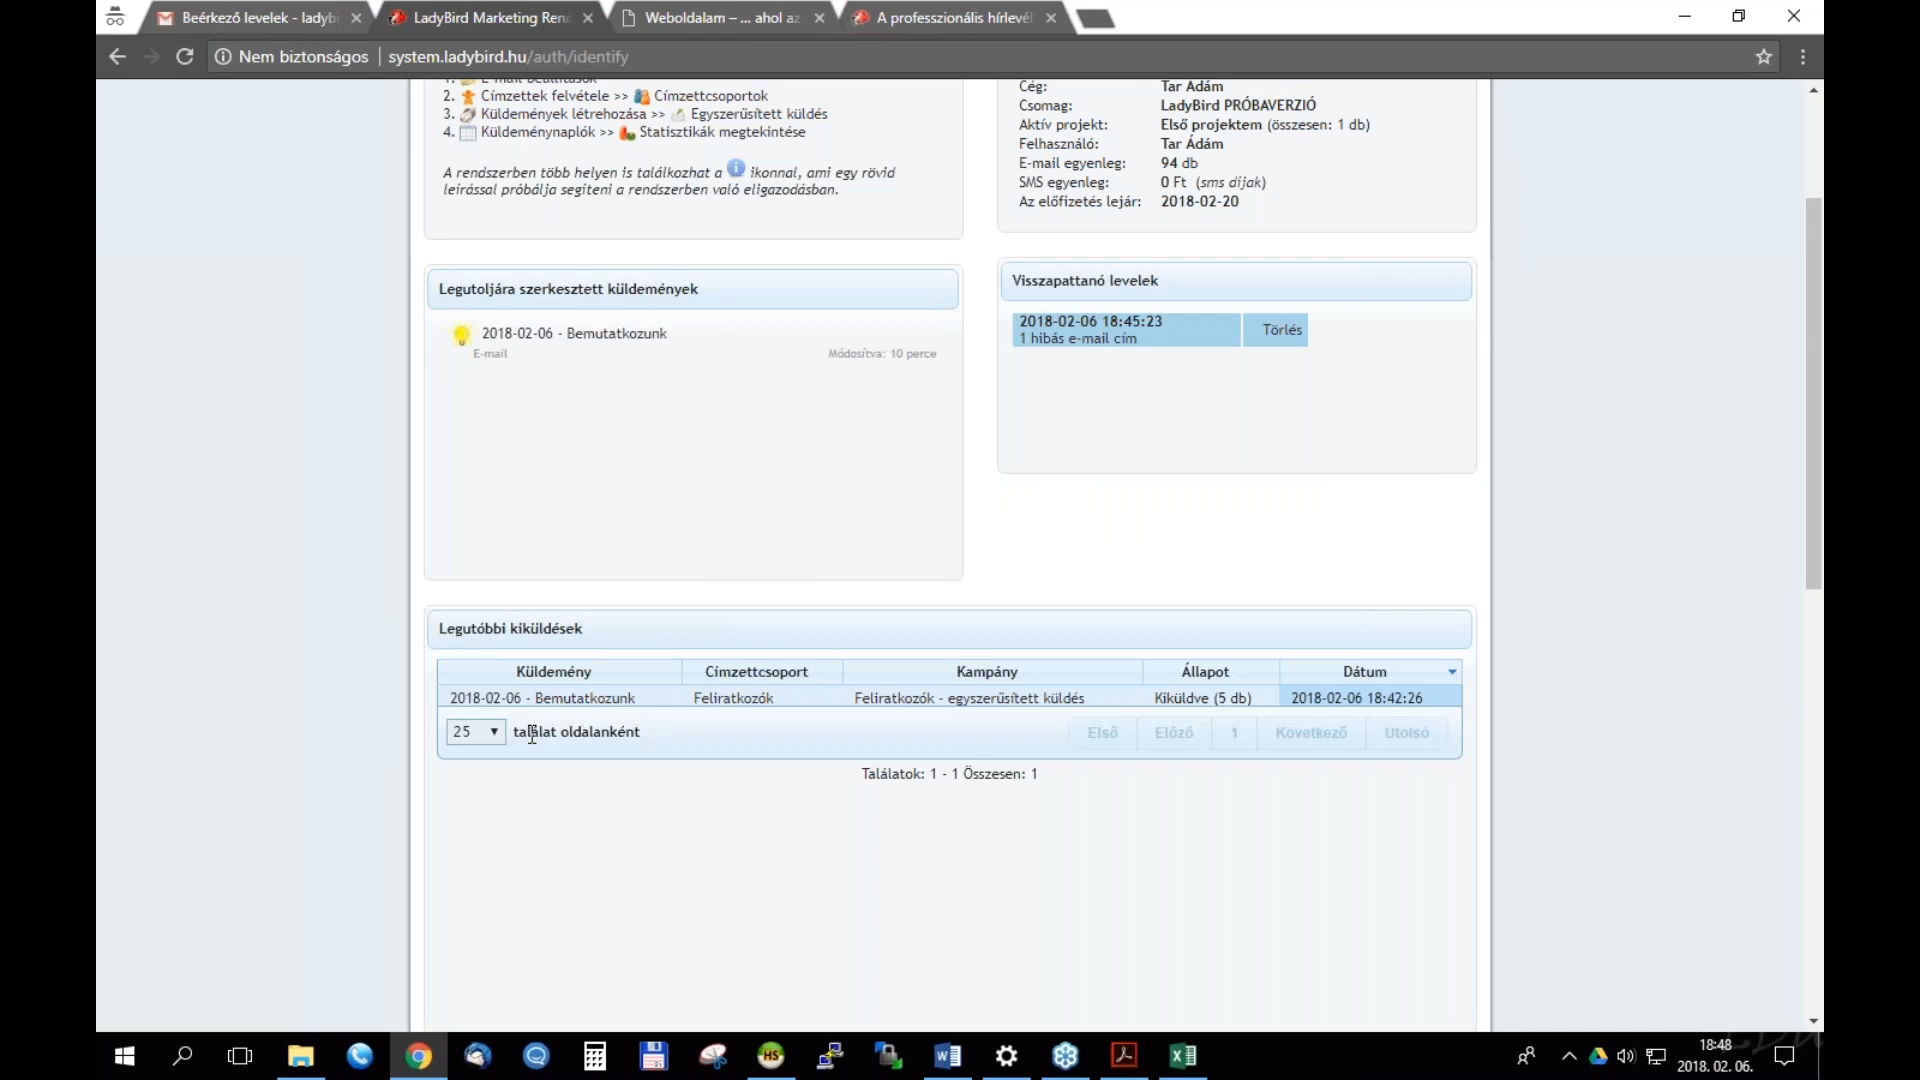 Beérkező levelek - ladybi
LadyBird Marketing Rend
Weboldalam – ... ahol az
A professzionális hírlevél
Nem biztonságos
system.ladybird.hu/auth/identify
1. E-mail beállítások
2. Címzettek felvétele >> Címzettcsoportok
3. Küldemények létrehozása >> Egyszerűsített küldés
4. Küldeménynaplók >> Statisztikák megtekintése
A rendszerben több helyen is találkozhat a ikonnal, ami egy rövid
leírással próbálja segíteni a rendszerben való eligazodásban.
Cég: Tar Ádám
Csomag: LadyBird PRÓBAVERZIÓ
Aktív projekt: Első projektem (összesen: 1 db)
Felhasználó: Tar Ádám
E-mail egyenleg: 94 db
SMS egyenleg: 0 Ft (sms díjak)
Az előfizetés lejár: 2018-02-20
Legutoljára szerkesztett küldemények
2018-02-06 - Bemutatkozunk
E-mail Módosítva: 10 perce
Visszapattanó levelek
2018-02-06 18:45:23
1 hibás e-mail cím
Törlés
Legutóbbi kiküldések
Küldemény Címzettcsoport Kampány Állapot Dátum
2018-02-06 - Bemutatkozunk Feliratkozók Feliratkozók - egyszerűsített küldés Kiküldve (5 db) 2018-02-06 18:42:26
25 találat oldalanként Első Előző 1 Következő Utolsó
Találatok: 1 - 1 Összesen: 1
HS
18:48
2018. 02. 06.